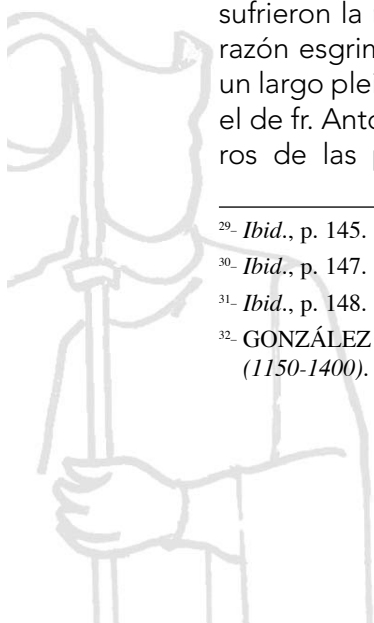 sufrieron la
razón esgrim
un largo plei
el de fr. Anto
ros de las
29- Ibid., p. 145.
30- Ibid., p. 147.
31- Ibid., p. 148.
32- GONZÁLEZ
(1150-1400).